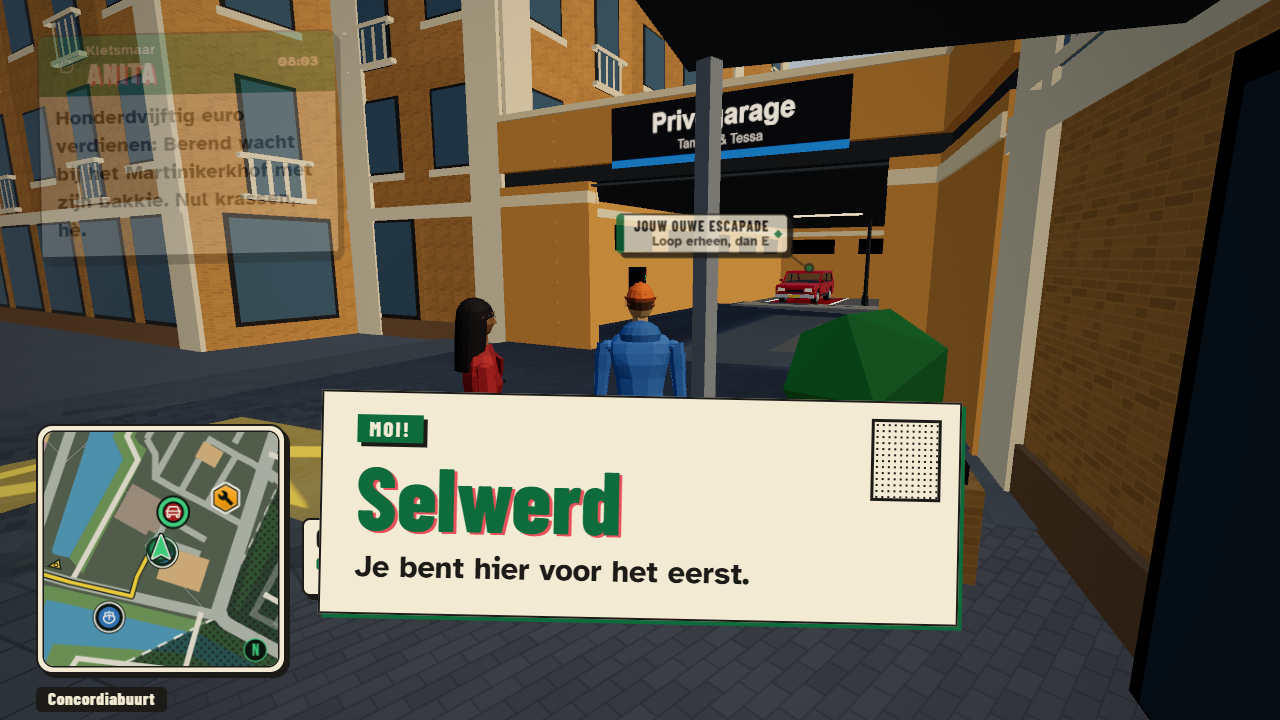 Kletsmaar
ANITA
08:03
Honderdvijftig euro
verdienen: Berend wacht
bij het Martinikerkhof met
zijn bakkie. Nul krassen,
hè.
Privégarage
& Tessa
JOUW OUWE ESCAPADE
Loop erheen, dan E
MOI!
Selwerd
Je bent hier voor het eerst.
N
Concordiabuurt